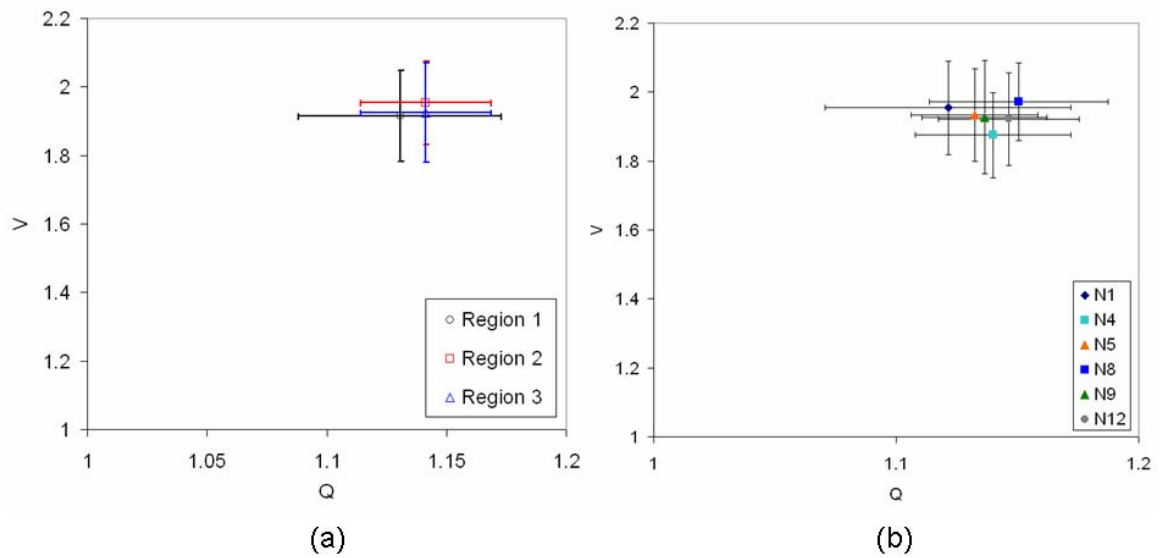 2.2
2
1.8
1.6
1.4
1.2
1
V
1 1.05 1.1 1.15 1.2
Q
Region 1
Region 2
Region 3
(a)
2.2
2
1.8
1.6
1.4
1.2
1
V
1 1.1 1.2
Q
N1
N4
N5
N8
N9
N12
(b)